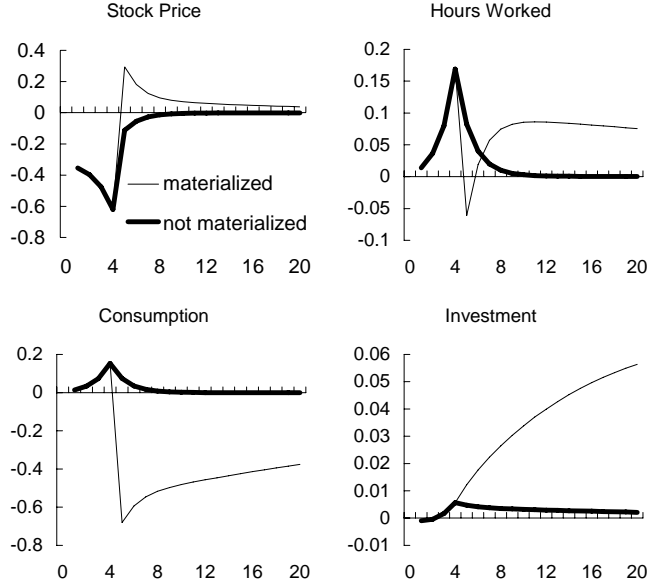 Stock Price
0.4
0.2
0
-0.2
-0.4
-0.6
-0.8
materialized
not materialized
0 4 8 12 16 20
Hours Worked
0.2
0.15
0.1
0.05
0
-0.05
-0.1
0 4 8 12 16 20
Consumption
0.2
0
-0.2
-0.4
-0.6
-0.8
0 4 8 12 16 20
Investment
0.06
0.05
0.04
0.03
0.02
0.01
0
-0.01
0 4 8 12 16 20